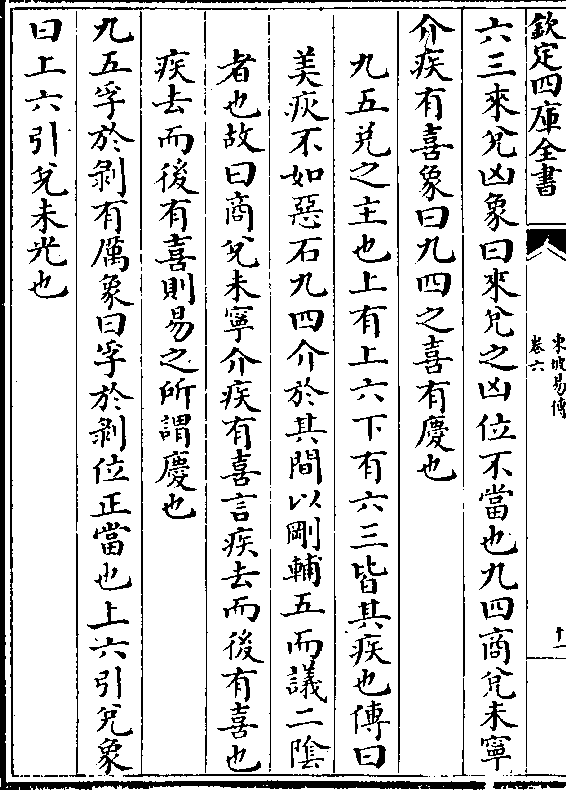 欽定四庫全書
東坡易傳
卷六
十一
六三來兊凶象曰來兊之凶位不當也九四商兊未寧
介疾有喜象曰九四之喜有慶也
九五兊之主也上有上六下有六三皆其疾也傳曰
美疢不如惡石九四介於其間以剛輔五而議二陰
者也故曰商兊未寧介疾有喜言疾去而後有喜也
疾去而後有喜則易之所謂慶也
九五孚於剥有厲象曰孚於剥位正當也上六引兊象
曰上六引兊未光也